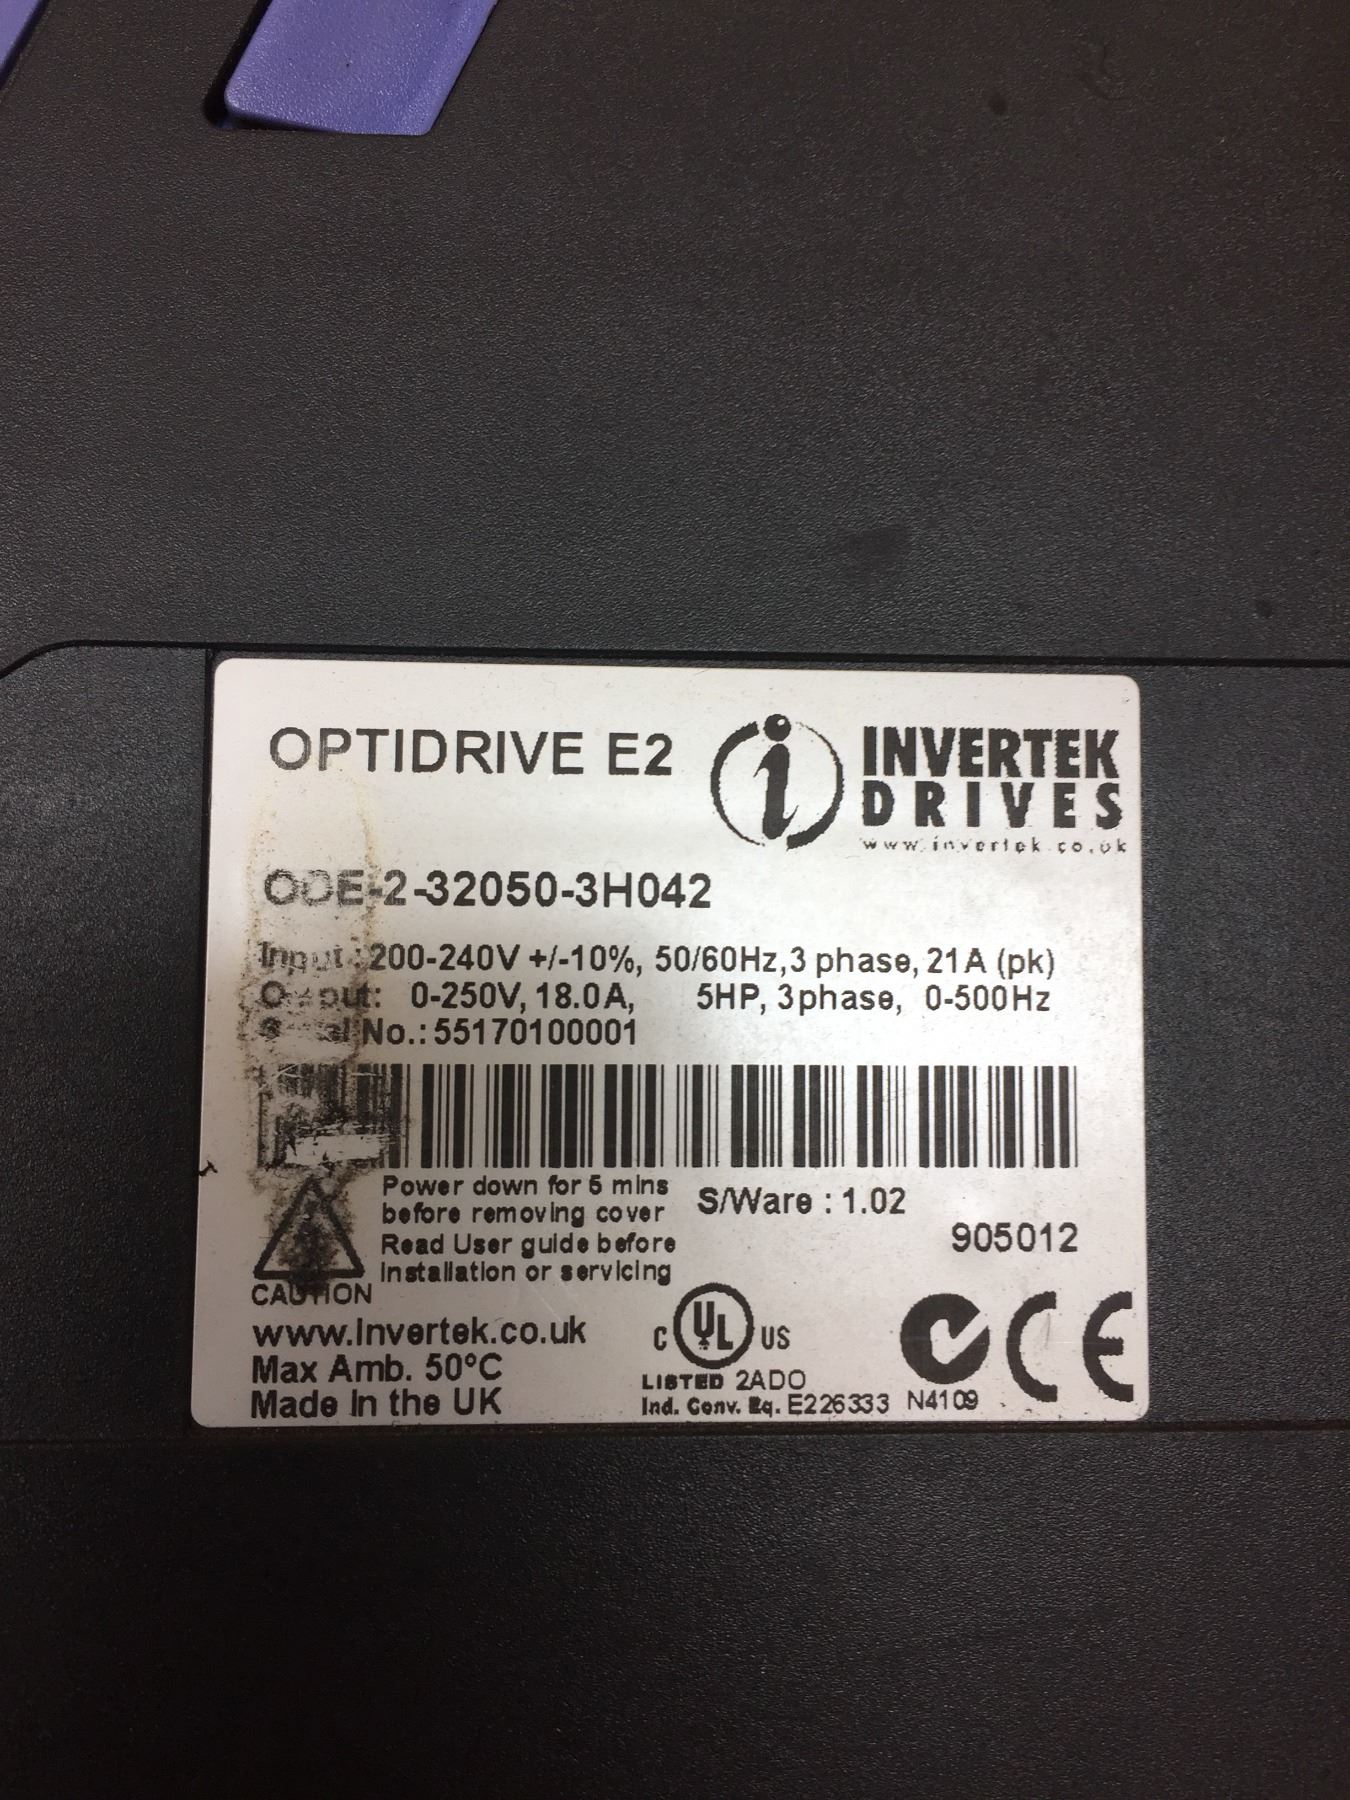 OPTIDRIVE E2
INVERTEK
DRIVES
www.invertek.co.uk
ODE-2-32050-3H042
Input : 200-240V +/-10%, 50/60Hz, 3 phase, 21A (pk)
Output: 0-250V, 18.0A, 5HP, 3phase, 0-500Hz
Serial No.: 55170100001
Power down for 5 mins
before removing cover
Read User guide before
installation or servicing
S/Ware : 1.02
905012
CAUTION
www.invertek.co.uk
Max Amb. 50°C
Made In the UK
C UL US
LISTED 2ADO
Ind. Conv. Eq. E226333
N4109
CE